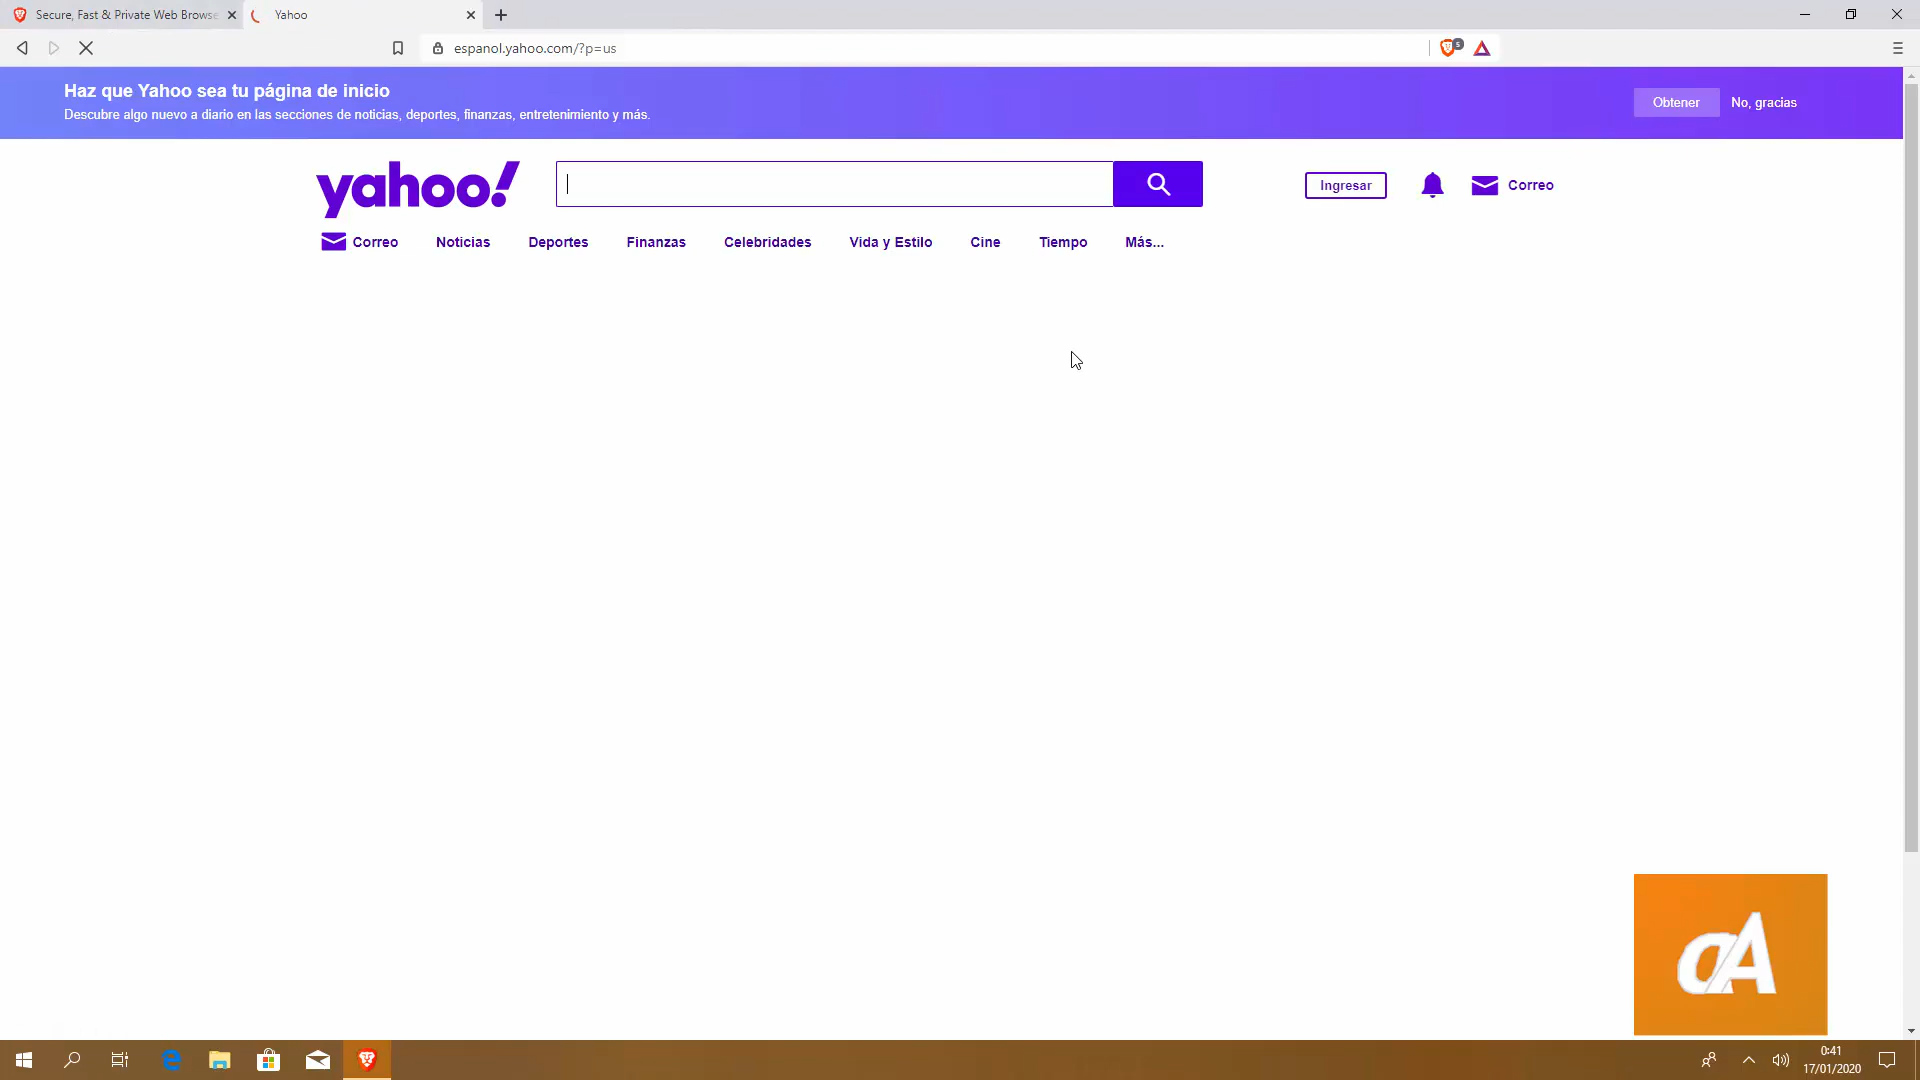 Secure, Fast & Private Web Browse
Yahoo
espanol.yahoo.com/?p=us
5
Haz que Yahoo sea tu página de inicio
Descubre algo nuevo a diario en las secciones de noticias, deportes, finanzas, entretenimiento y más.
Obtener
No, gracias
yahoo!
Ingresar
Correo
Correo
Noticias
Deportes
Finanzas
Celebridades
Vida y Estilo
Cine
Tiempo
Más...
0:41
17/01/2020